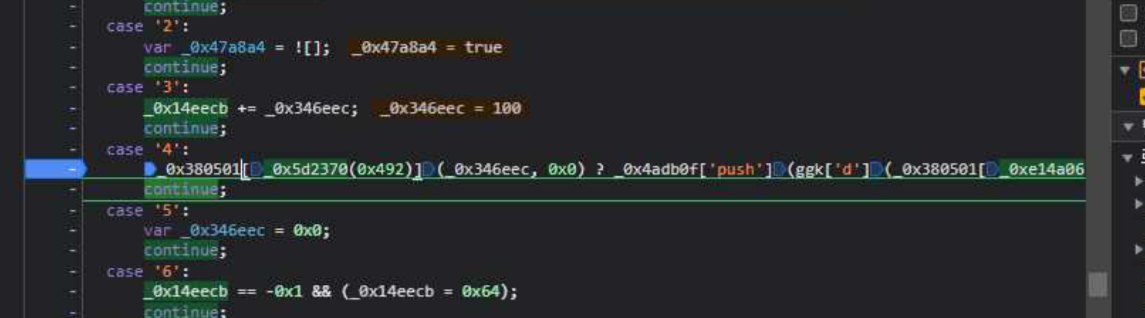 continue;
case '2':
var _0x47a8a4 = ![]; _0x47a8a4 = true
continue;
case '3':
_0x14eecb += _0x346eec; _0x346eec = 100
continue;
case '4':
_0x380501[_0x5d2370(0x492)](_0x346eec, 0x0) ? _0x4adb0f['push'](ggk['d'](_0x380501[_0xe14a06
continue;
case '5':
var _0x346eec = 0x0;
continue;
case '6':
_0x14eecb == -0x1 && (_0x14eecb = 0x64);
continue;